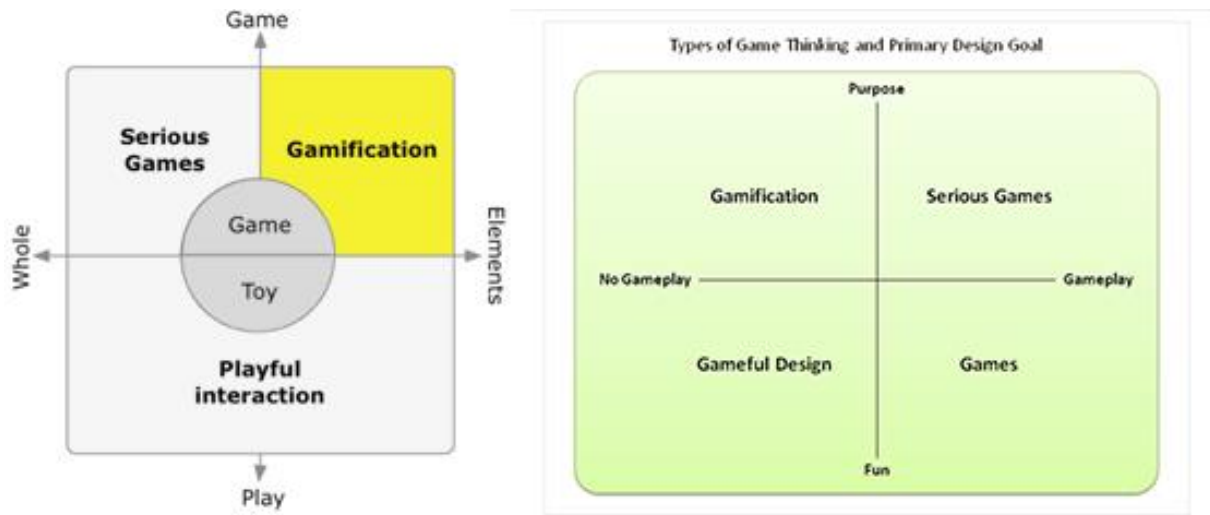 Game
Serious
Games
Gamification
Game
Whole
Elements
Toy
Playful
interaction
Play
Types of Game Thinking and Primary Design Goal
Purpose
Gamification
Serious Games
No Gameplay
Gameplay
Gameful Design
Games
Fun